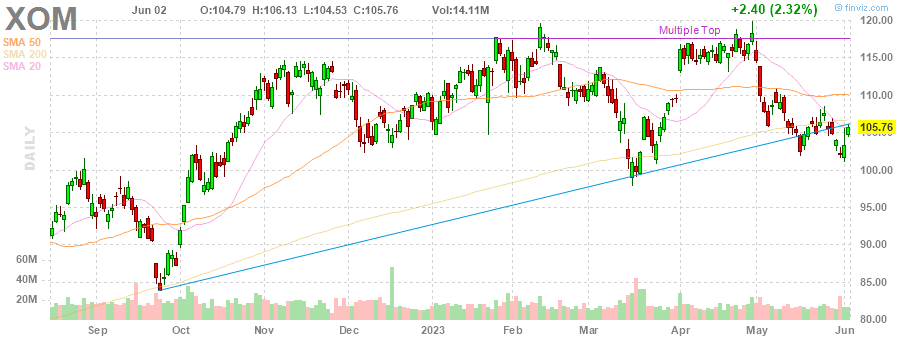 XOM
Jun 02 O:104.79 H:106.13 L:104.53 C:105.76 Vol:14.11M +2.40 (2.32%)
© finviz.com
SMA 50
SMA 200
SMA 20
Multiple Top
DAILY
120.00
115.00
110.00
105.76
105.00
100.00
95.00
90.00
85.00
80.00
60M
40M
20M
Sep Oct Nov Dec 2023 Feb Mar Apr May Jun